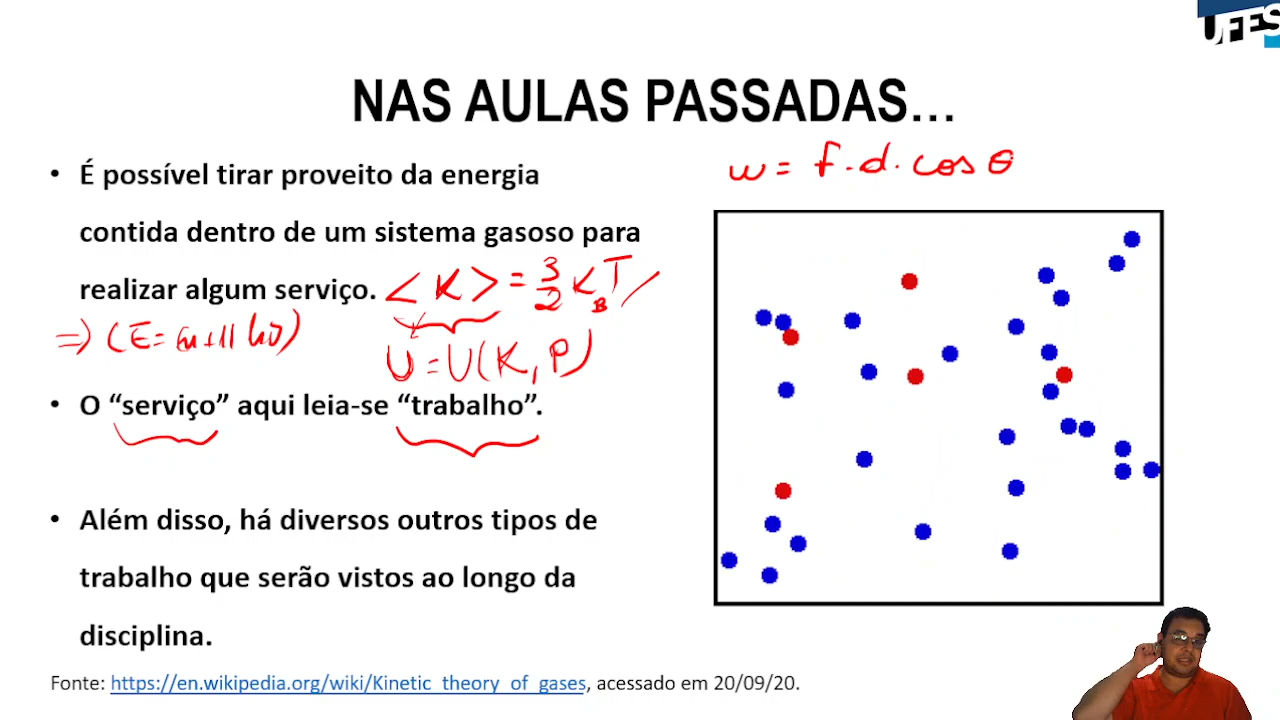 UFES
NAS AULAS PASSADAS...
• É possível tirar proveito da energia
contida dentro de um sistema gasoso para
realizar algum serviço.
<K> = 3/2 K_B T
U = U(K, P)
• O “serviço” aqui leia-se “trabalho”.
• Além disso, há diversos outros tipos de
trabalho que serão vistos ao longo da
disciplina.
Fonte: https://en.wikipedia.org/wiki/Kinetic_theory_of_gases, acessado em 20/09/20.
w = f.d.cos θ